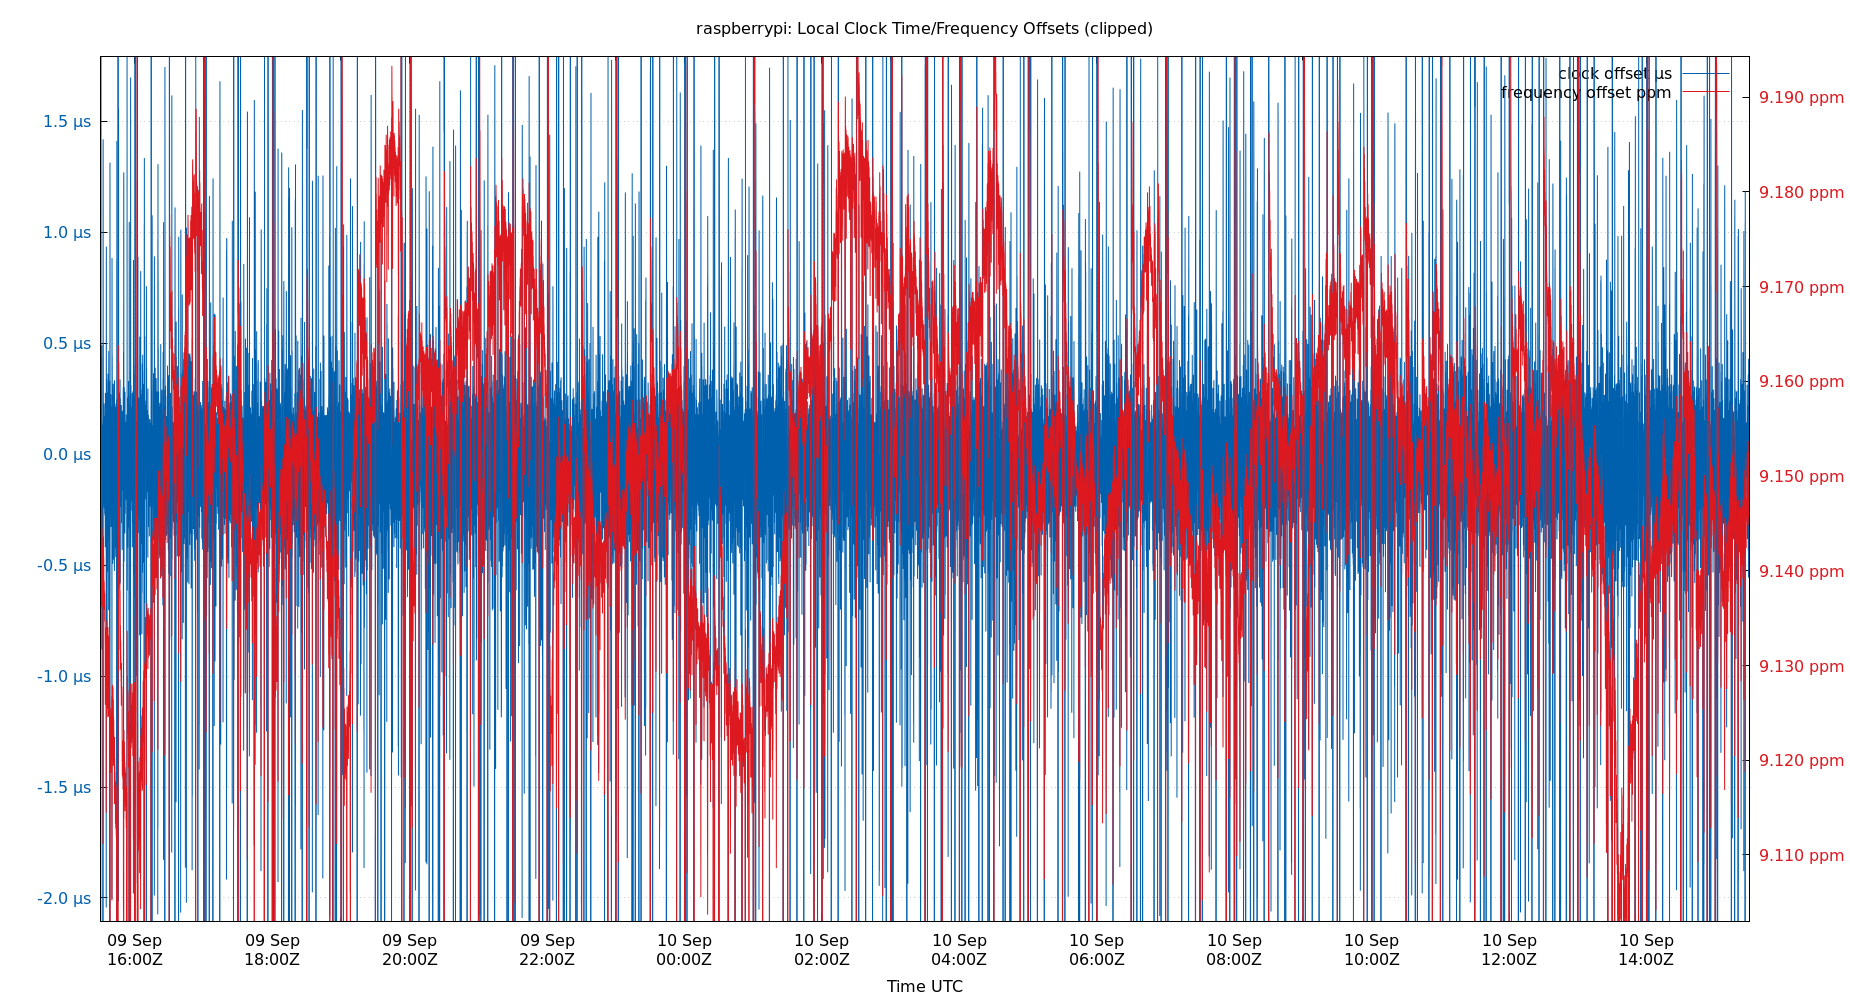 raspberrypi: Local Clock Time/Frequency Offsets (clipped)
clock offset µs
frequency offset ppm
1.5 µs
1.0 µs
0.5 µs
0.0 µs
-0.5 µs
-1.0 µs
-1.5 µs
-2.0 µs
9.190 ppm
9.180 ppm
9.170 ppm
9.160 ppm
9.150 ppm
9.140 ppm
9.130 ppm
9.120 ppm
9.110 ppm
09 Sep 09 Sep 09 Sep 09 Sep 10 Sep 10 Sep 10 Sep 10 Sep 10 Sep 10 Sep 10 Sep 10 Sep
16:00Z 18:00Z 20:00Z 22:00Z 00:00Z 02:00Z 04:00Z 06:00Z 08:00Z 10:00Z 12:00Z 14:00Z
Time UTC